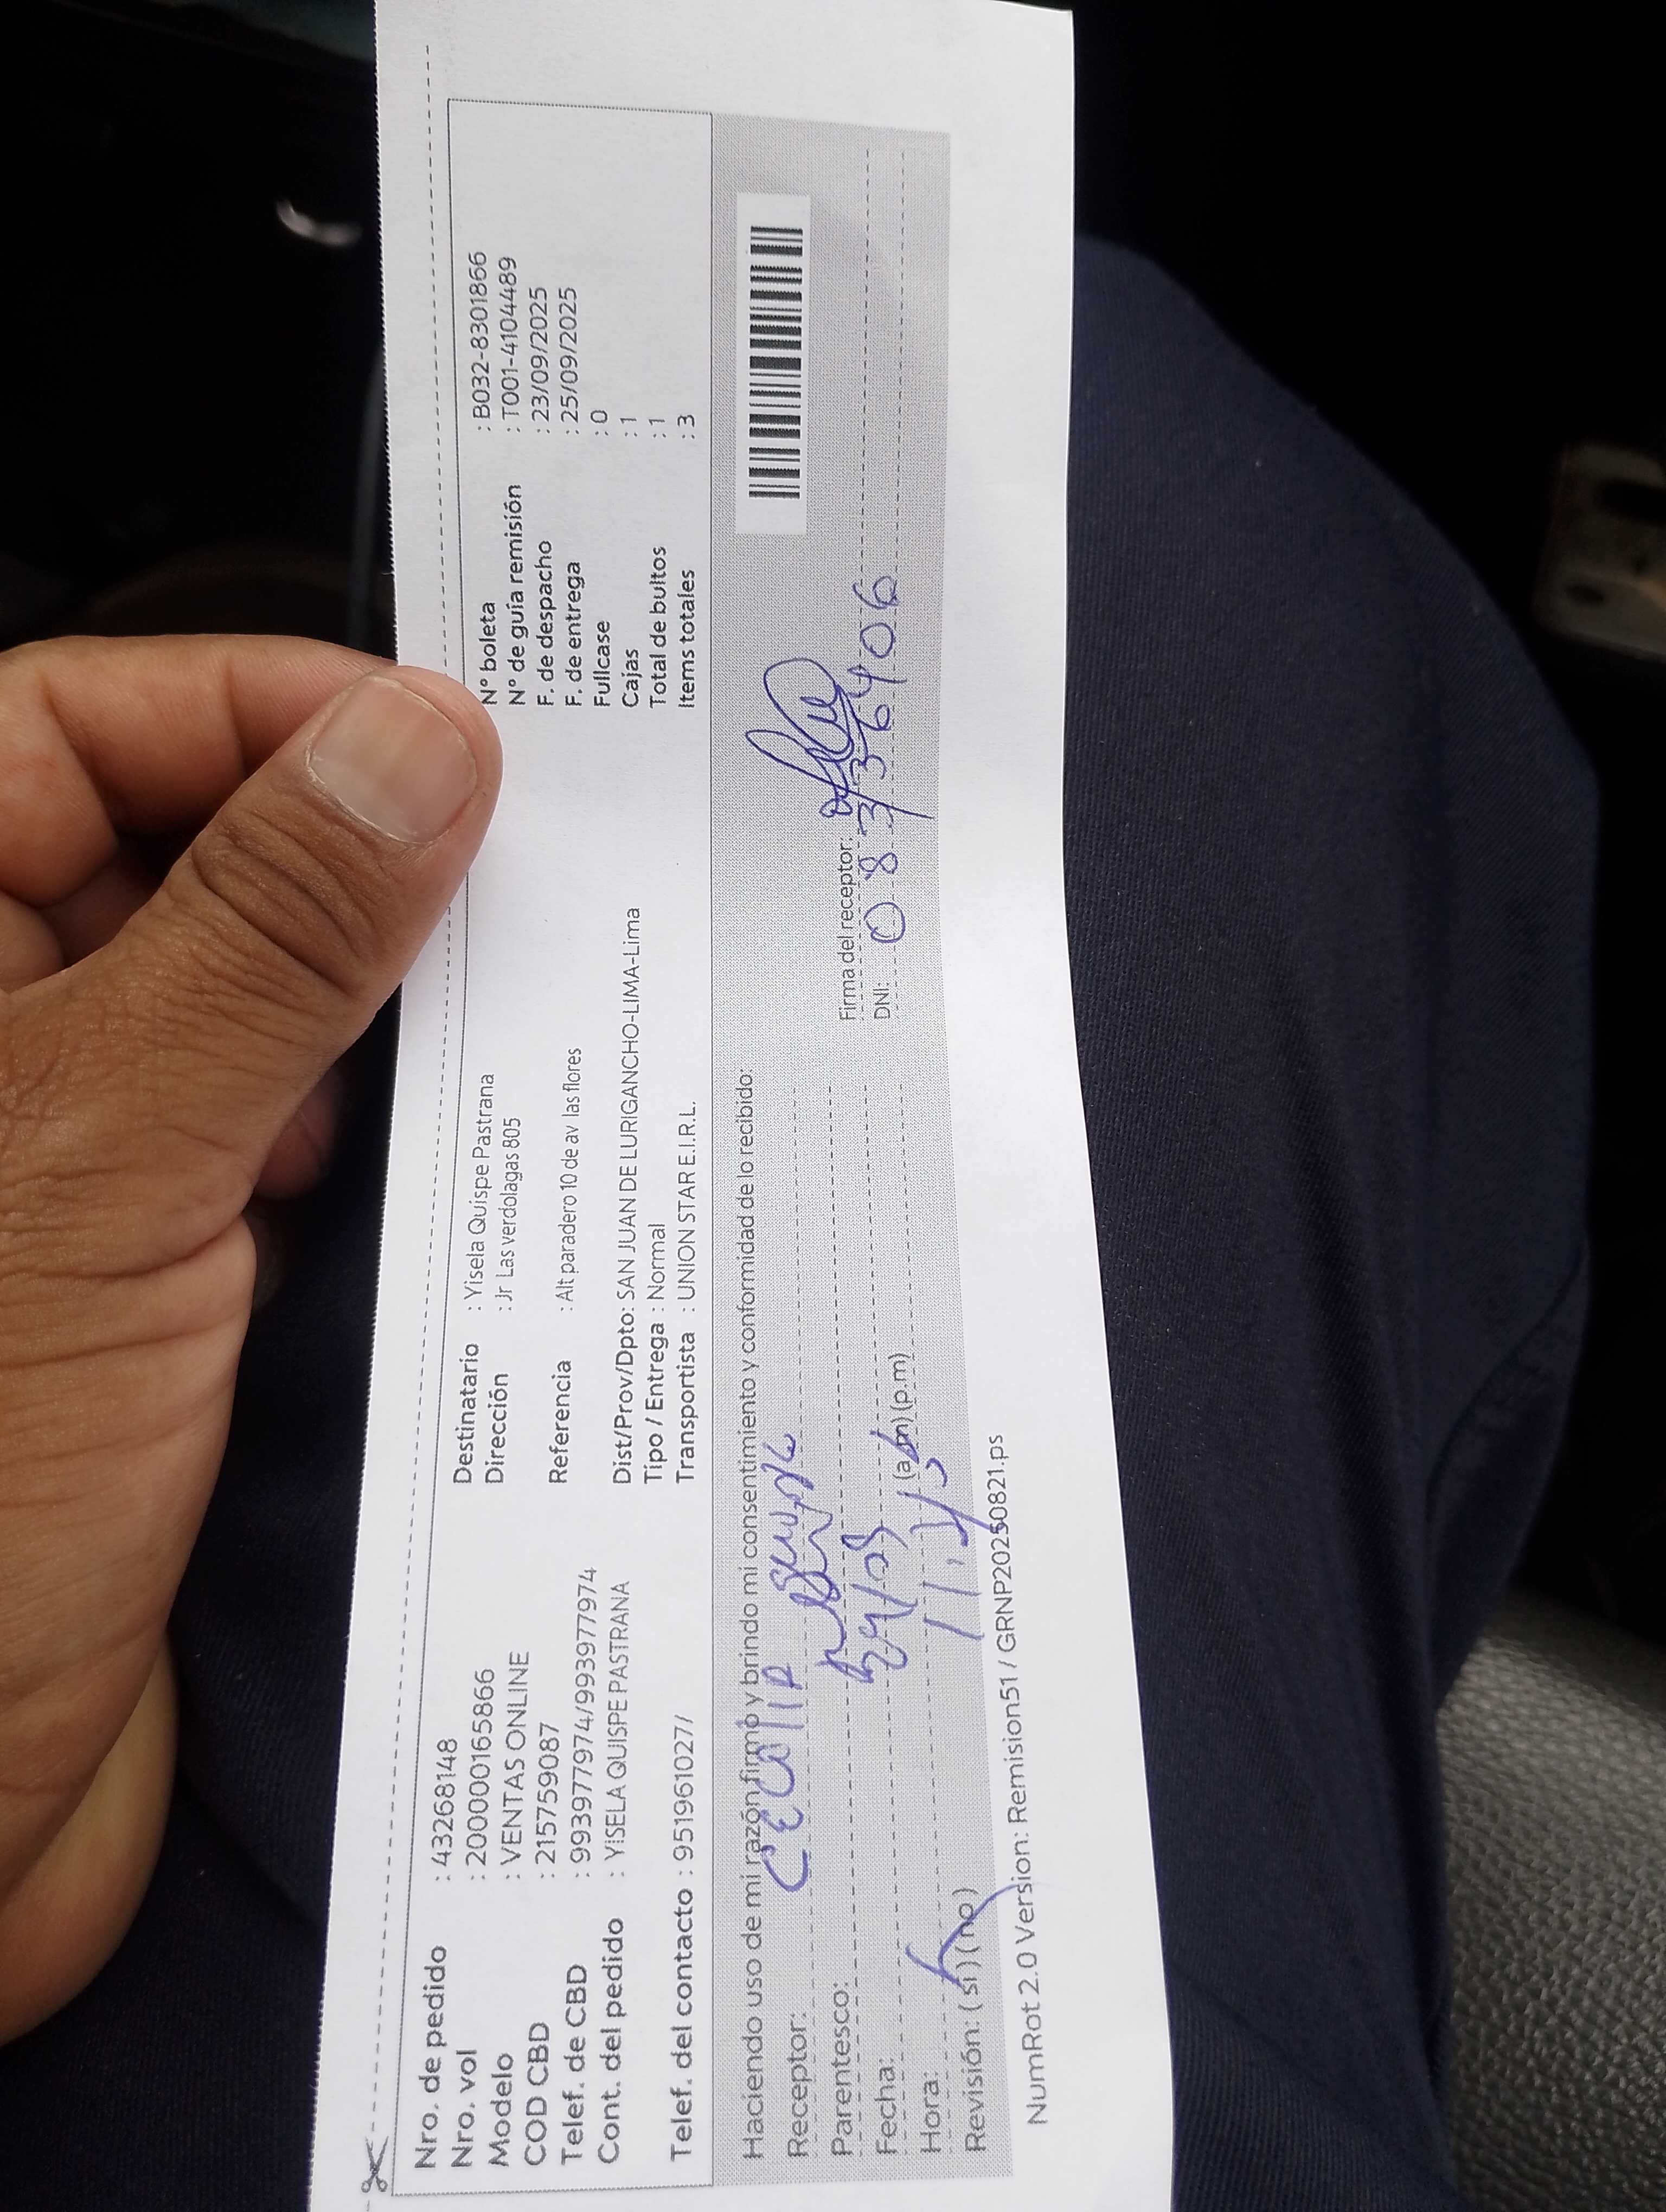 Nro. de pedido : 43268148
Nro. vol : 2000000165866
Modelo : VENTAS ONLINE
COD CBD : 215759087
Telef. de CBD : 993977974/993977974
Cont. del pedido : YISELA QUISPE PASTRANA
Telef. del contacto : 951961027/
Destinatario : Yisela Quispe Pastrana
Dirección : Jr Las verdolagas 805
Referencia : Alt paradero 10 de av las flores
Dist/Prov/Dpto: SAN JUAN DE LURIGANCHO-LIMA-Lima
Tipo / Entrega : Normal
Transportista : UNION STAR E.I.R.L.
N° boleta : B032-8301866
N° de guía remisión : T001-4104489
F. de despacho : 23/09/2025
F. de entrega : 25/09/2025
Fullcase : 0
Cajas : 1
Total de bultos : 1
Items totales : 3
Haciendo uso de mi razón, firmo y brindo mi consentimiento y conformidad de lo recibido:
Receptor:
Parentesco:
Fecha: 24/09
Hora: (a.m) (p.m)
Revisión: (si) (no)
Firma del receptor:
DNI: 08336406
NumRot 2.0 Version: Remision51 / GRNP20250821.ps